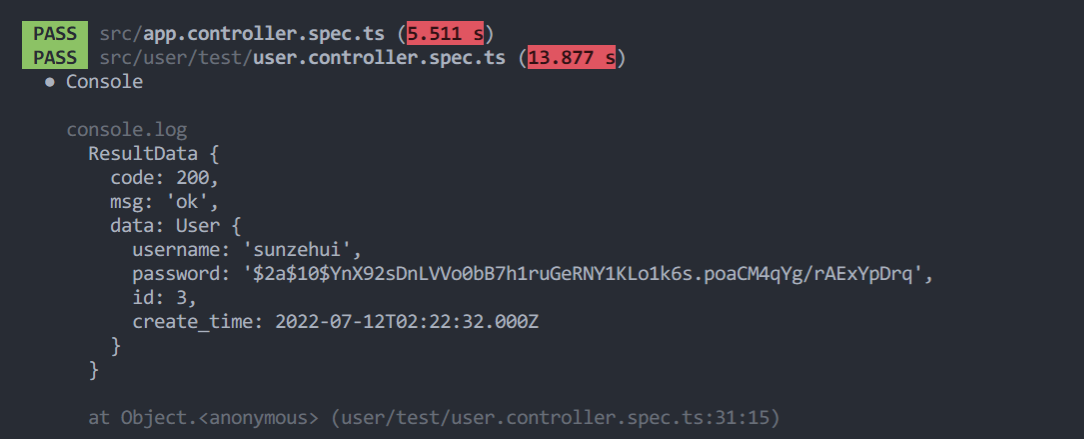 PASS src/app.controller.spec.ts (5.511 s)
PASS src/user/test/user.controller.spec.ts (13.877 s)
● Console
console.log
ResultData {
code: 200,
msg: 'ok',
data: User {
username: 'sunzehui',
password: '$2a$10$YnX92sDnLVVo0bB7h1ruGeRNY1KLo1k6s.poaCM4qYg/rAExYpDrq',
id: 3,
create_time: 2022-07-12T02:22:32.000Z
}
}
at Object.<anonymous> (user/test/user.controller.spec.ts:31:15)